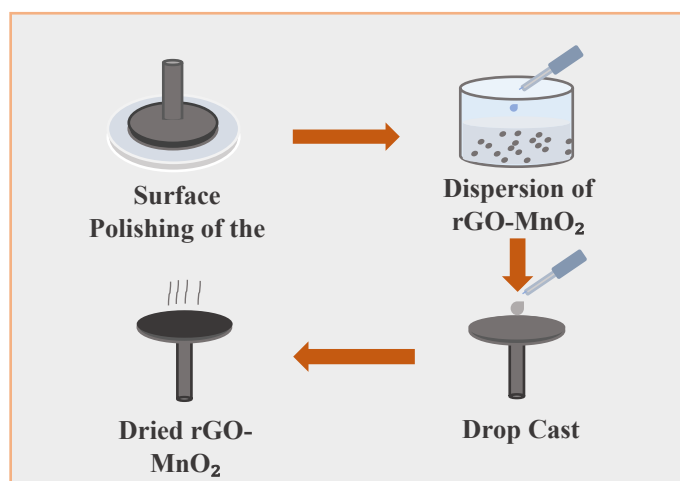 Surface
Polishing of the
Dispersion of
rGO-MnO₂
Dried rGO-
MnO₂
Drop Cast